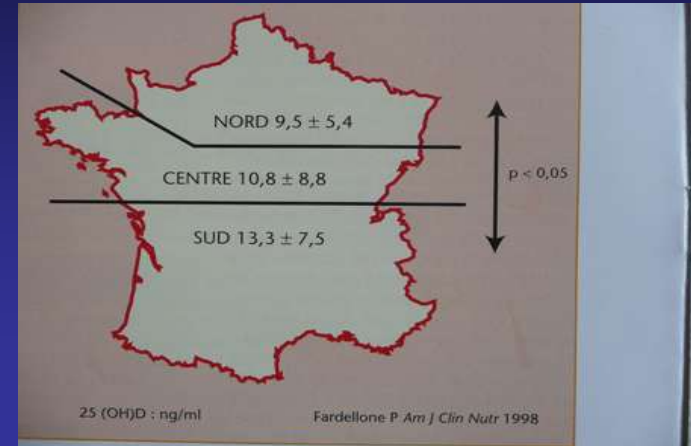 NORD 9,5 ± 5,4
CENTRE 10,8 ± 8,8
p < 0,05
SUD 13,3 ± 7,5
25 (OH)D : ng/ml
Fardellone P Am J Clin Nutr 1998